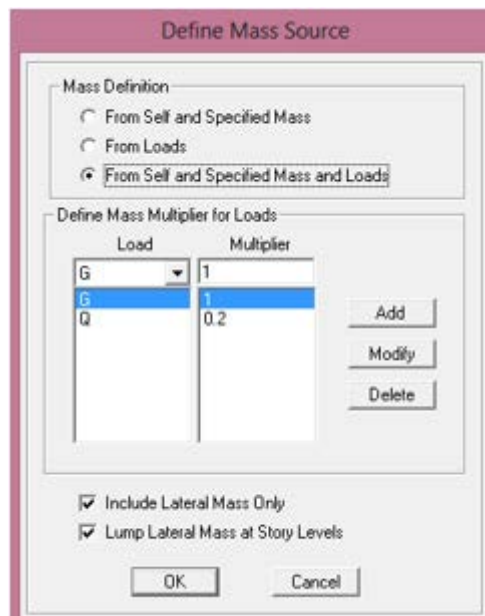 Define Mass Source
Mass Definition
From Self and Specified Mass
From Loads
From Self and Specified Mass and Loads
Define Mass Multiplier for Loads
Load Multiplier
G 1
G 1
Q 0.2
Add
Modify
Delete
Include Lateral Mass Only
Lump Lateral Mass at Story Levels
OK Cancel